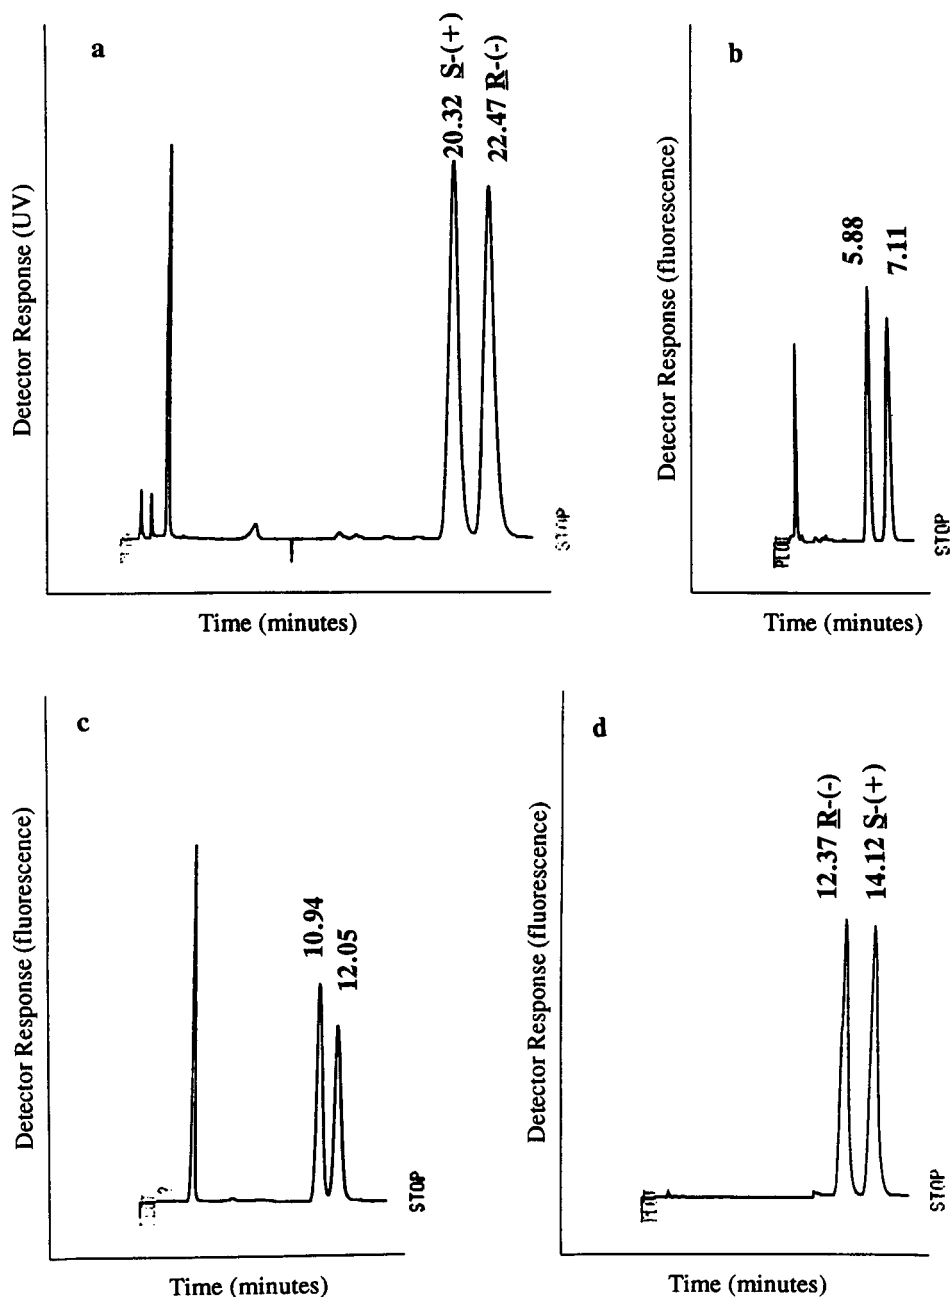 a
20.32 S-(+)
22.47 R-(-)
Detector Response (UV)
STOP
Time (minutes)
b
5.88
7.11
Detector Response (fluorescence)
PLOT
STOP
Time (minutes)
c
10.94
12.05
Detector Response (fluorescence)
STOP
Time (minutes)
d
12.37 R-(-)
14.12 S-(+)
Detector Response (fluorescence)
PLOT
STOP
Time (minutes)